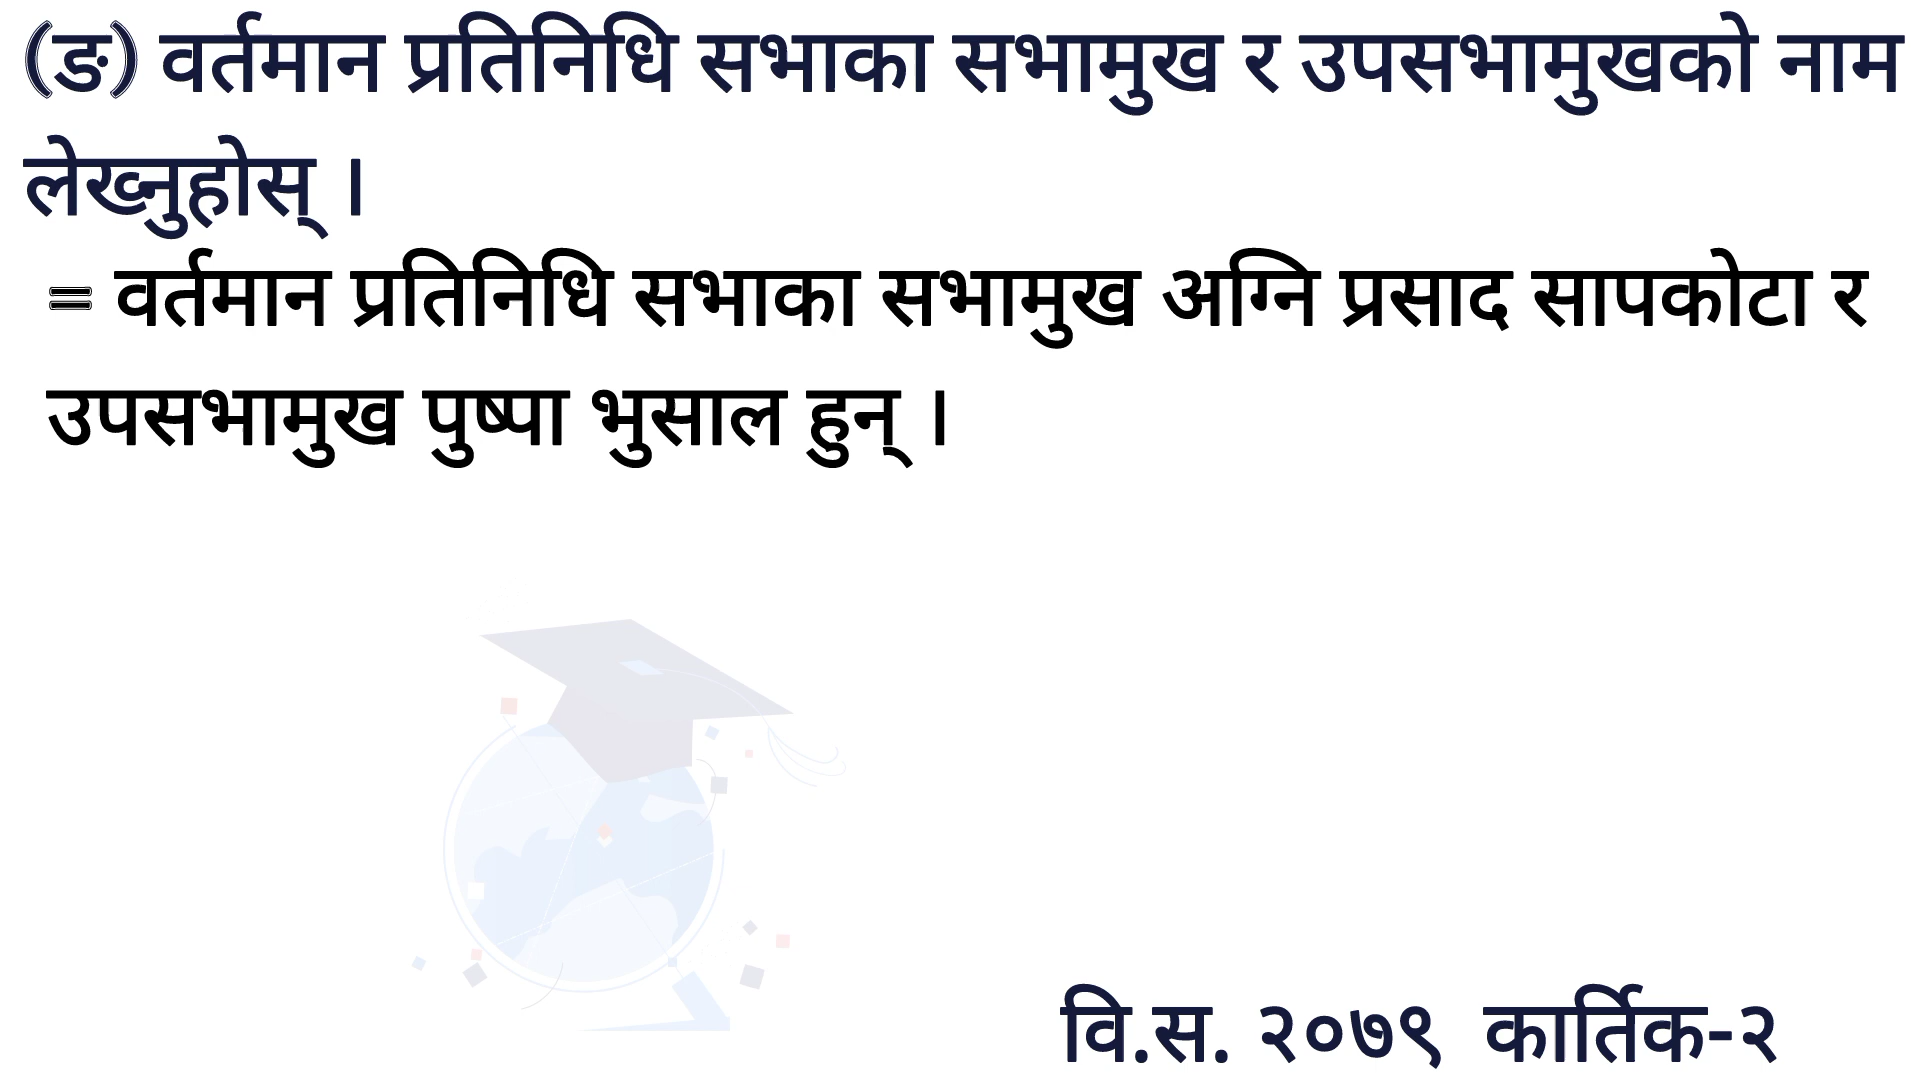 (ङ) वर्तमान प्रतिनिधि सभाका सभामुख र उपसभामुखको नाम
लेख्नुहोस् ।
= वर्तमान प्रतिनिधि सभाका सभामुख अग्नि प्रसाद सापकोटा र
उपसभामुख पुष्पा भुसाल हुन् ।
वि.स. २०७९ कार्तिक-२